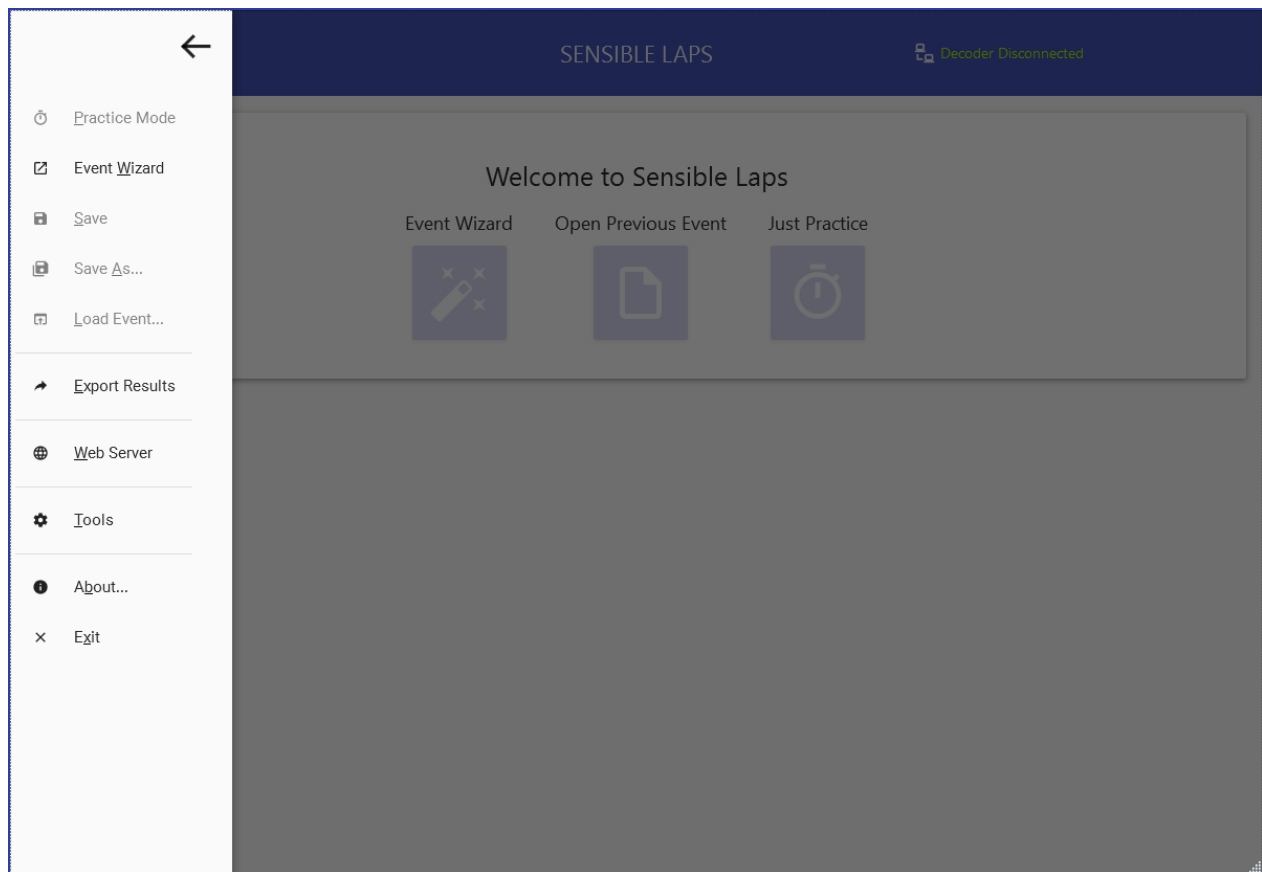 SENSIBLE LAPS
Decoder Disconnected
Practice Mode
Event Wizard
Save
Save As...
Load Event...
Export Results
Web Server
Tools
About...
Exit
Welcome to Sensible Laps
Event Wizard
Open Previous Event
Just Practice